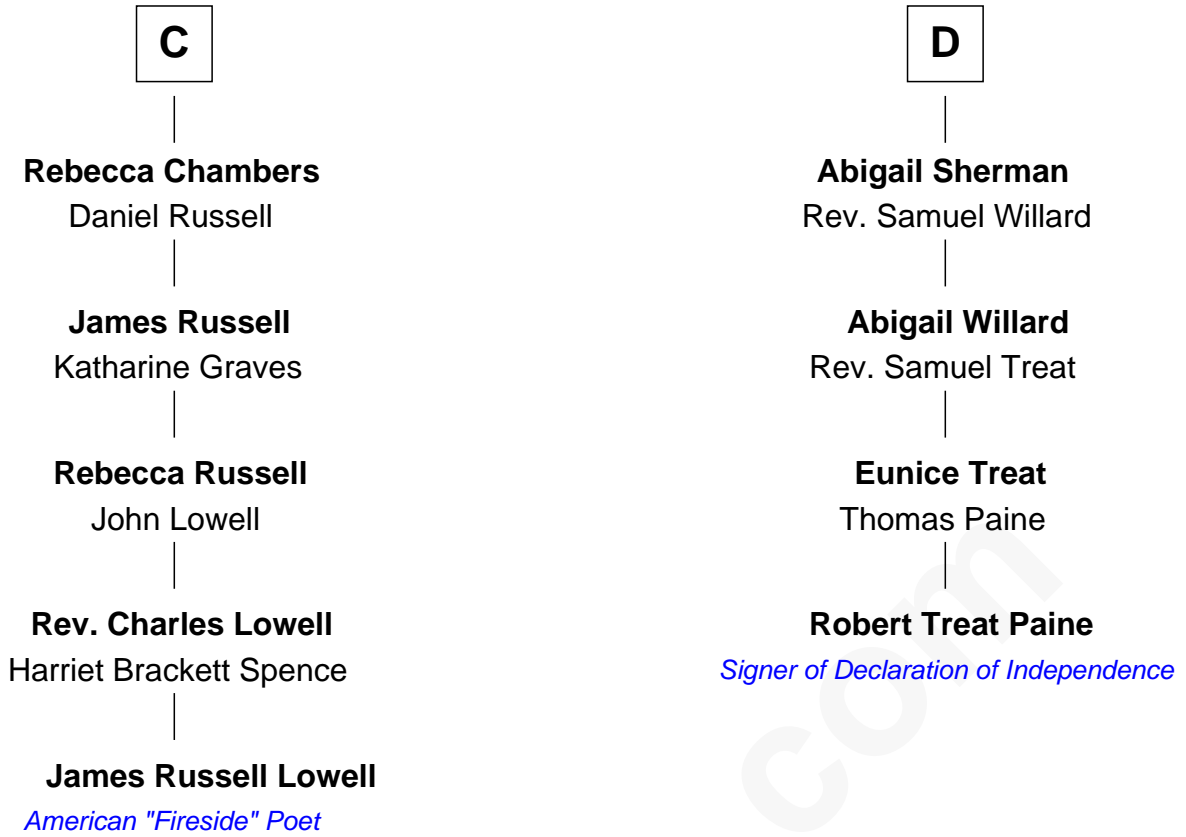 C
Rebecca Chambers
Daniel Russell
James Russell
Katharine Graves
Rebecca Russell
John Lowell
Rev. Charles Lowell
Harriet Brackett Spence
James Russell Lowell
American "Fireside" Poet
D
Abigail Sherman
Rev. Samuel Willard
Abigail Willard
Rev. Samuel Treat
Eunice Treat
Thomas Paine
Robert Treat Paine
Signer of Declaration of Independence
com